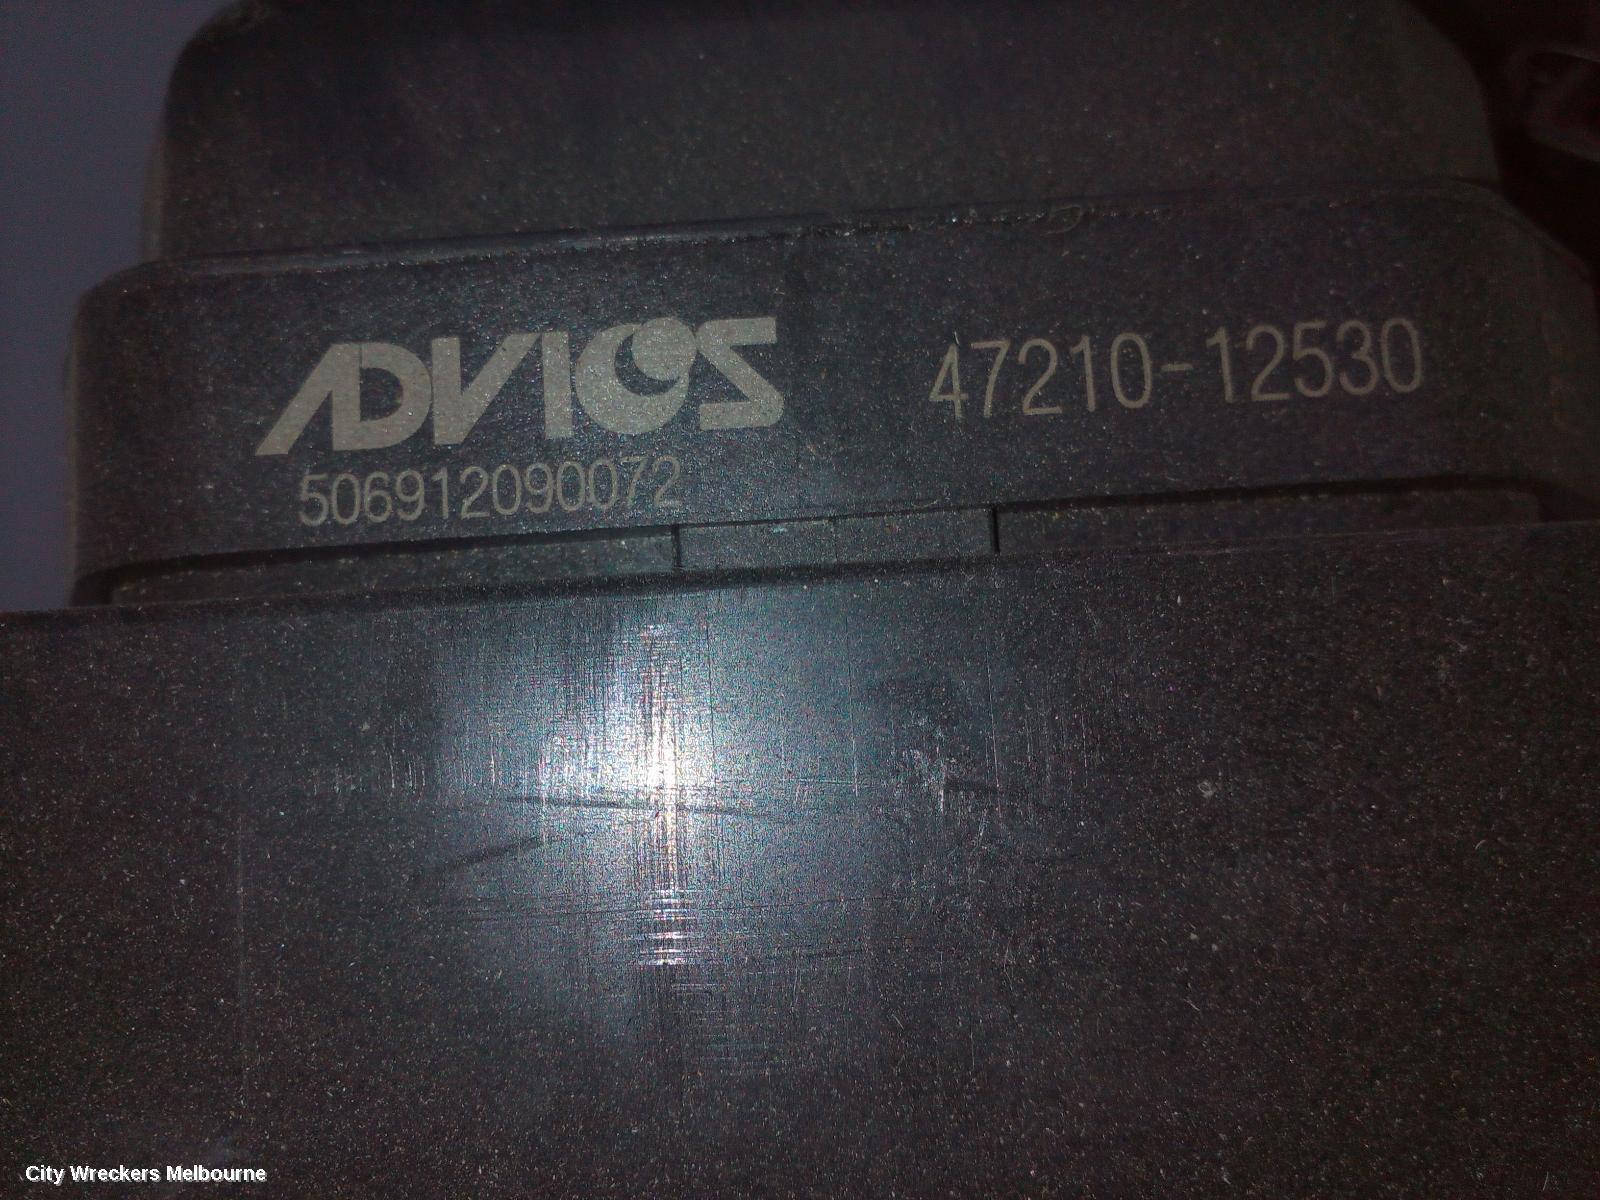 ADVICS 47210-12530
506912090072
City Wreckers Melbourne